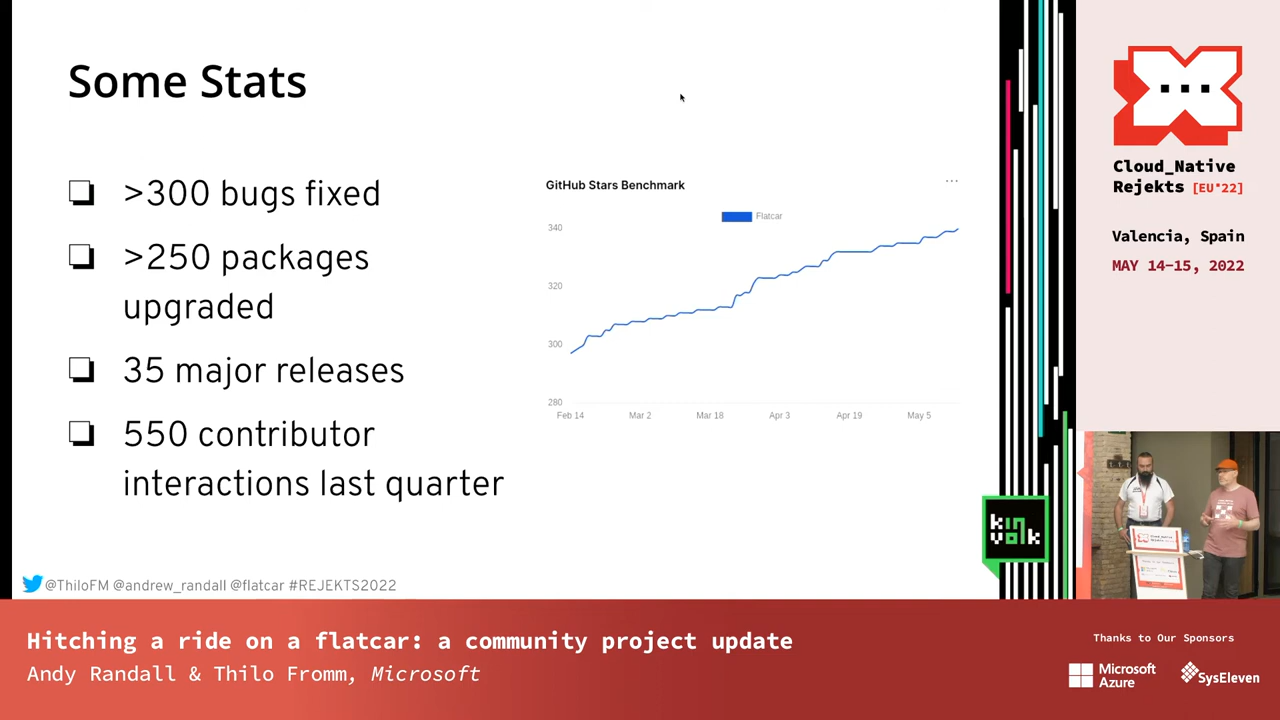 Some Stats
>300 bugs fixed
>250 packages
upgraded
35 major releases
550 contributor
interactions last quarter
GitHub Stars Benchmark
Flatcar
340
320
300
280
Feb 14
Mar 2
Mar 18
Apr 3
Apr 19
May 5
@ThiloFM @andrew_randall @flatcar #REJEKTS2022
kin
volk
Cloud_Native
Rejekts [EU*22]
Valencia, Spain
MAY 14-15, 2022
Hitching a ride on a flatcar: a community project update
Andy Randall & Thilo Fromm, Microsoft
Thanks to Our Sponsors
Microsoft
Azure
SysEleven